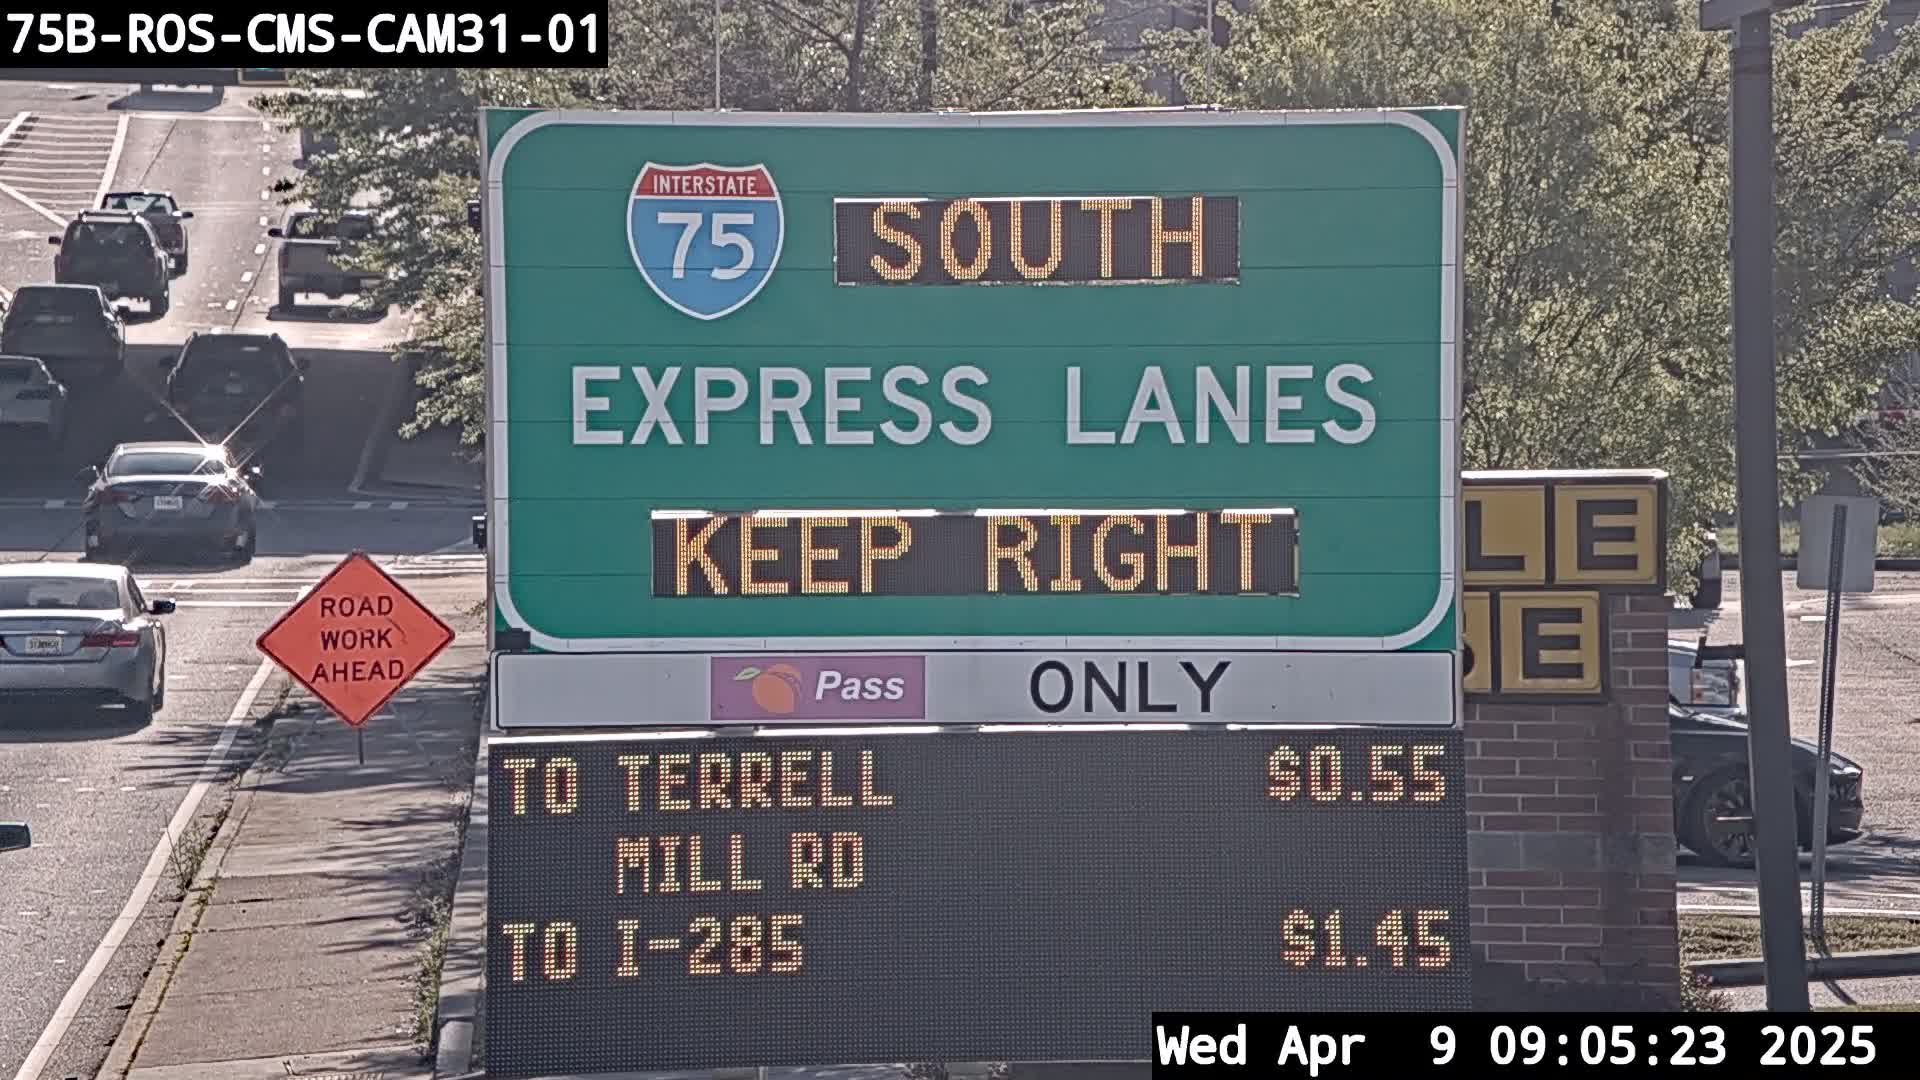 75B-ROS-CMS-CAM31-01
INTERSTATE
75
SOUTH
EXPRESS LANES
KEEP RIGHT
LE
E
ROAD
WORK
AHEAD
Pass ONLY
TO TERRELL $0.55
MILL RD
TO I-285 $1.45
Wed Apr 9 09:05:23 2025